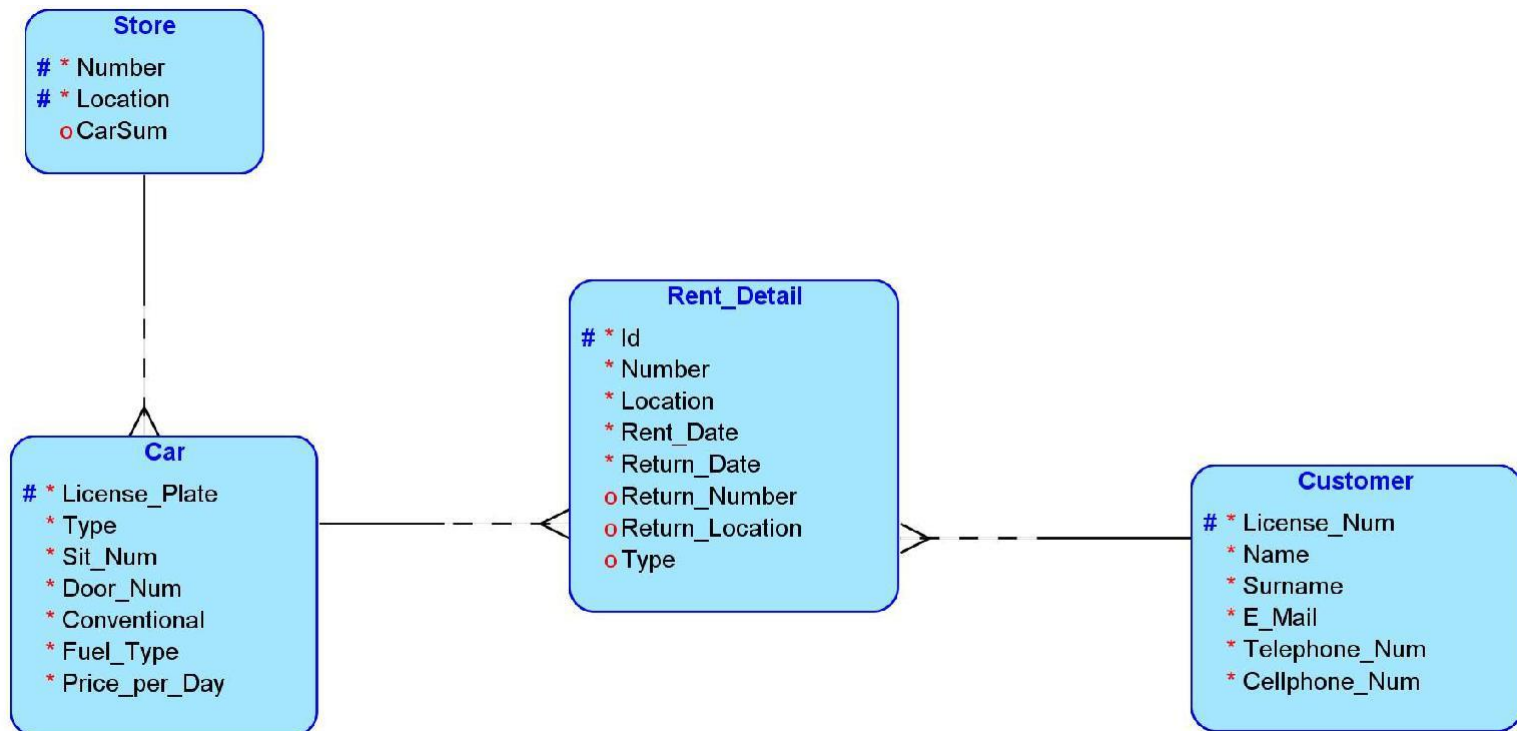 Store
# * Number
# * Location
o CarSum
Rent_Detail
# * Id
* Number
* Location
* Rent_Date
* Return_Date
o Return_Number
o Return_Location
o Type
Car
# * License_Plate
* Type
* Sit_Num
* Door_Num
* Conventional
* Fuel_Type
* Price_per_Day
Customer
# * License_Num
* Name
* Surname
* E_Mail
* Telephone_Num
* Cellphone_Num